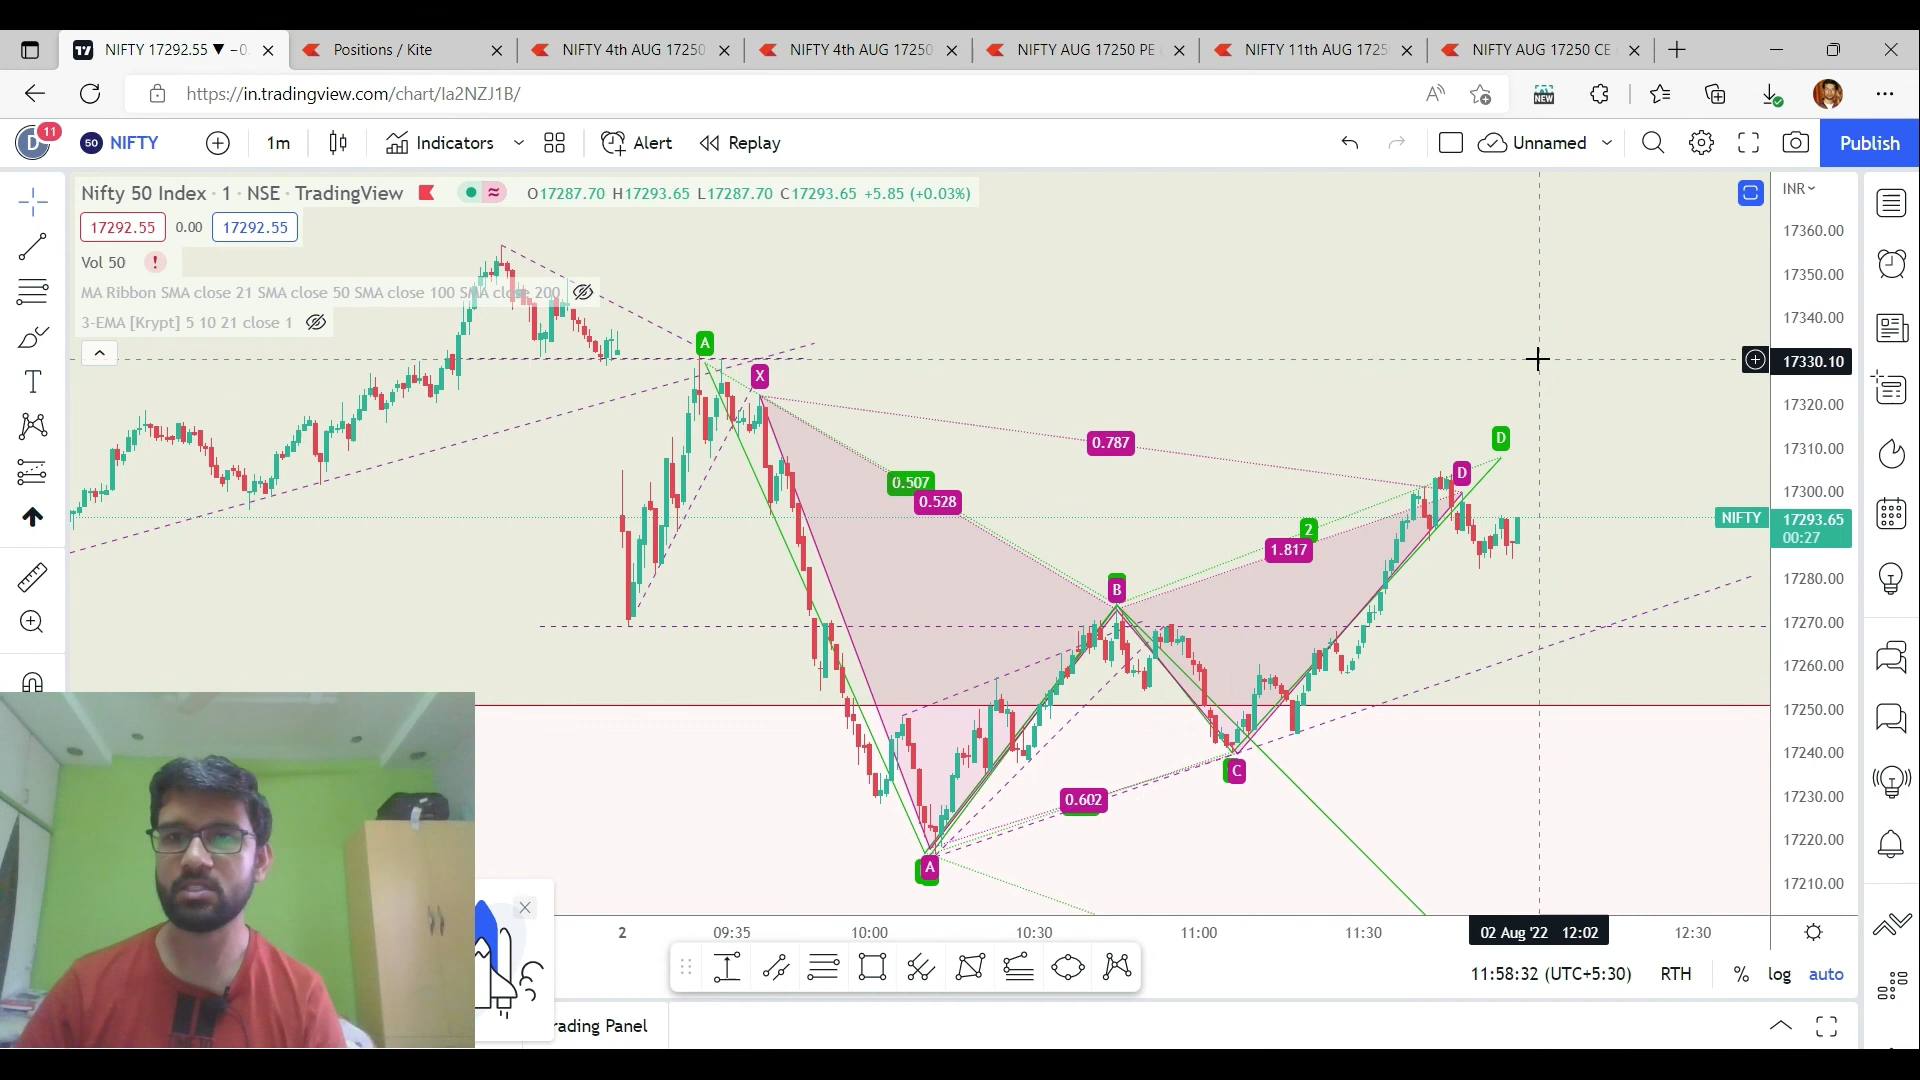 NIFTY 17292.55 ▼ −0.
Positions / Kite
NIFTY 4th AUG 17250
NIFTY 4th AUG 17250
NIFTY AUG 17250 PE
NIFTY 11th AUG 1725
NIFTY AUG 17250 CE
https://in.tradingview.com/chart/Ia2NZJ1B/
NEW
D
11
50
NIFTY
1m
Indicators
Alert
Replay
Unnamed
Publish
Nifty 50 Index · 1 · NSE · TradingView
O17287.70 H17293.65 L17287.70 C17293.65 +5.85 (+0.03%)
INR
17292.55
0.00
17292.55
Vol 50
MA Ribbon SMA close 21 SMA close 50 SMA close 100 SMA close 200
3-EMA [Krypt] 5 10 21 close 1
17360.00
17350.00
17340.00
17330.10
17320.00
17310.00
17300.00
NIFTY
17293.65
00:27
17280.00
17270.00
17260.00
17250.00
17240.00
17230.00
17220.00
17210.00
A
X
0.787
D
D
0.507
0.528
2
1.817
B
C
0.602
A
2
09:35
10:00
10:30
11:00
11:30
02 Aug '22 12:02
12:30
11:58:32 (UTC+5:30)
RTH
%
log
auto
rading Panel